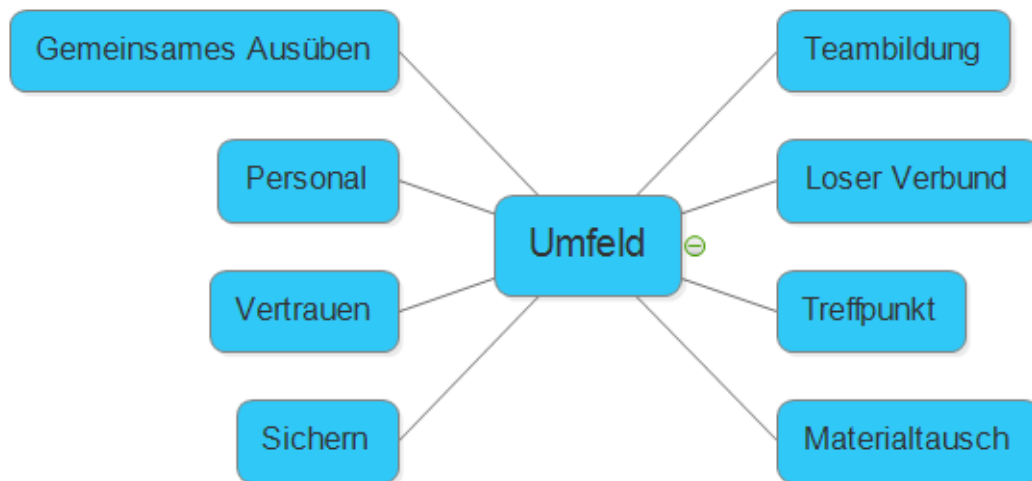 Gemeinsames Ausüben
Teambildung
Personal
Loser Verbund
Umfeld
Vertrauen
Treffpunkt
Sichern
Materialtausch